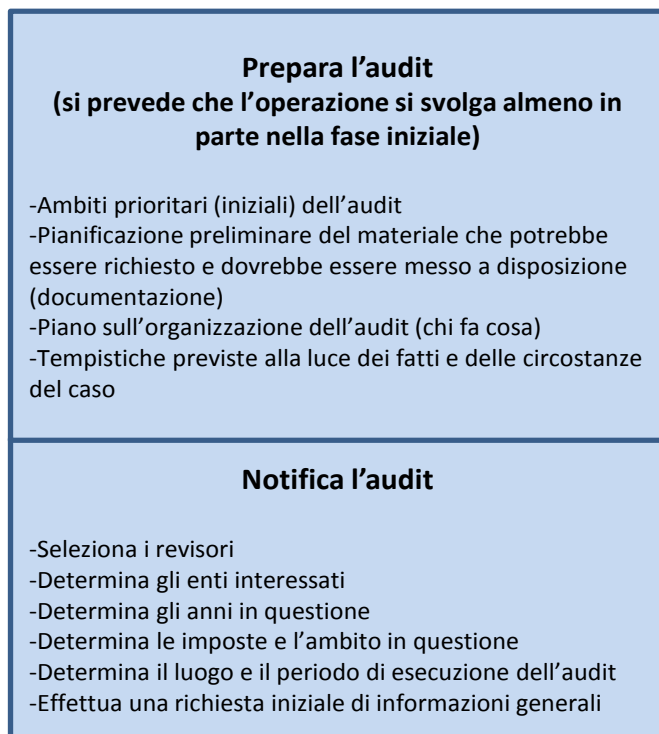 Prepara l’audit
(si prevede che l’operazione si svolga almeno in
parte nella fase iniziale)
-Ambiti prioritari (iniziali) dell’audit
-Pianificazione preliminare del materiale che potrebbe
essere richiesto e dovrebbe essere messo a disposizione
(documentazione)
-Piano sull’organizzazione dell’audit (chi fa cosa)
-Tempistiche previste alla luce dei fatti e delle circostanze
del caso
Notifica l’audit
-Seleziona i revisori
-Determina gli enti interessati
-Determina gli anni in questione
-Determina le imposte e l’ambito in questione
-Determina il luogo e il periodo di esecuzione dell’audit
-Effettua una richiesta iniziale di informazioni generali